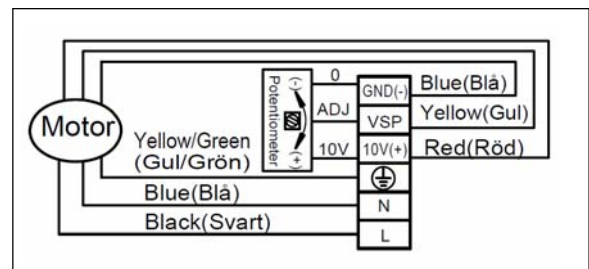 Motor
Potentiometer
(-)
(+)
0
ADJ
10V
GND(-)
VSP
10V(+)
N
L
Blue(Blå)
Yellow(Gul)
Red(Röd)
Yellow/Green
(Gul/Grön)
Blue(Blå)
Black(Svart)